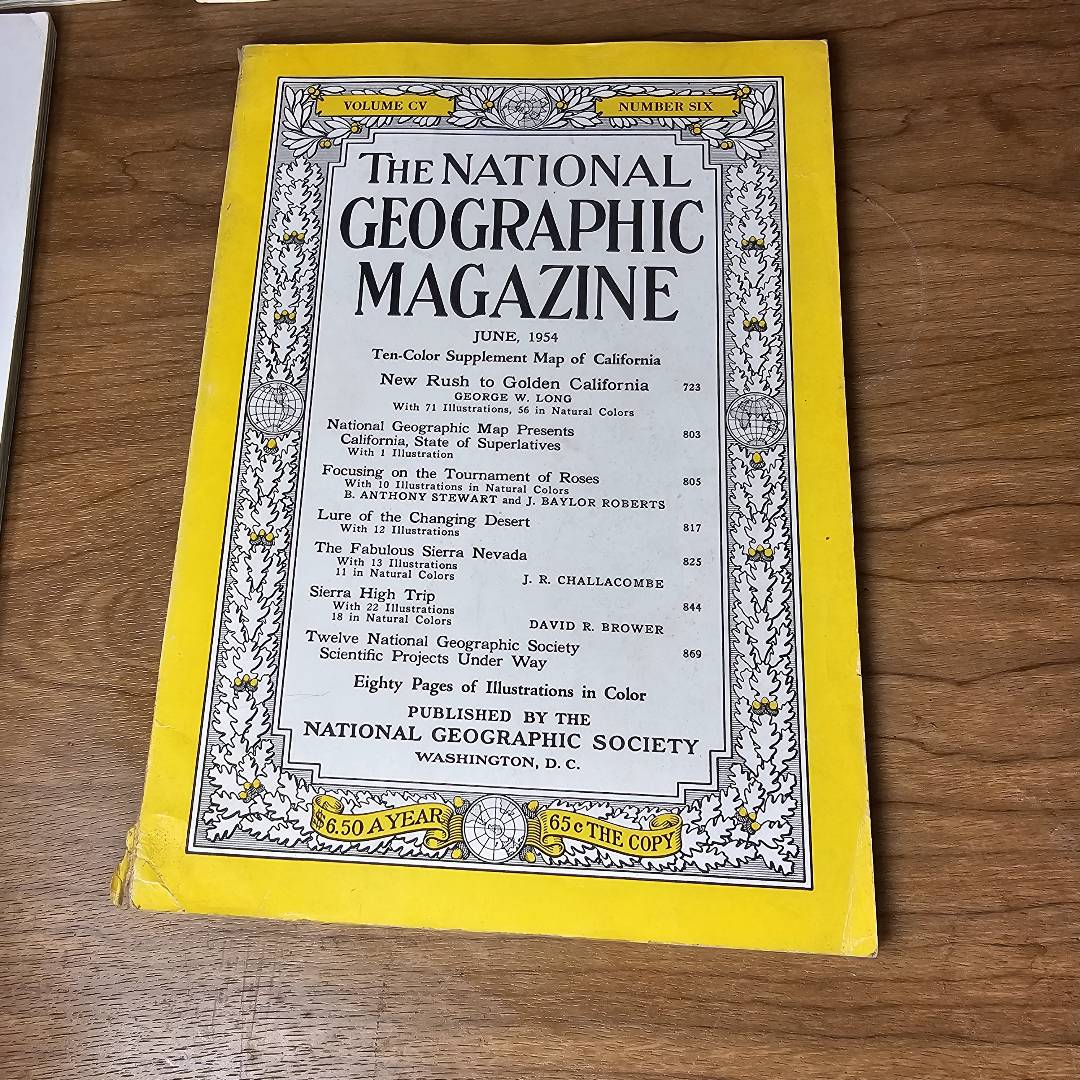 VOLUME CV
NUMBER SIX
THE NATIONAL
GEOGRAPHIC
MAGAZINE
JUNE, 1954
Ten-Color Supplement Map of California
New Rush to Golden California 723
GEORGE W. LONG
With 71 Illustrations, 56 in Natural Colors
National Geographic Map Presents
California, State of Superlatives 803
With 1 Illustration
Focusing on the Tournament of Roses 805
With 10 Illustrations in Natural Colors
B. ANTHONY STEWART and J. BAYLOR ROBERTS
Lure of the Changing Desert 817
With 12 Illustrations
The Fabulous Sierra Nevada 825
With 13 Illustrations
11 in Natural Colors J. R. CHALLACOMBE
Sierra High Trip 844
With 22 Illustrations
18 in Natural Colors DAVID R. BROWER
Twelve National Geographic Society
Scientific Projects Under Way 869
Eighty Pages of Illustrations in Color
PUBLISHED BY THE
NATIONAL GEOGRAPHIC SOCIETY
WASHINGTON, D. C.
$6.50 A YEAR
65¢ THE COPY